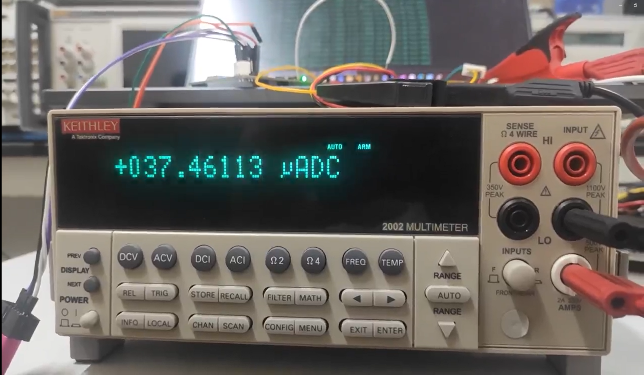 KEITHLEY
A Tektronix Company
AUTO ARM
+037.46113 µADC
2002 MULTIMETER
SENSE
Ω 4 WIRE
INPUT
HI
350V
PEAK
1100V
PEAK
LO
PEAK
INPUTS
F
R
FRONT/REAR
AMPS
PREV
DISPLAY
NEXT
POWER
O I
DCV ACV DCI ACI Ω2 Ω4 FREQ TEMP
REL TRIG STORE RECALL FILTER MATH
INFO LOCAL CHAN SCAN CONFIG MENU EXIT ENTER
RANGE
AUTO
RANGE